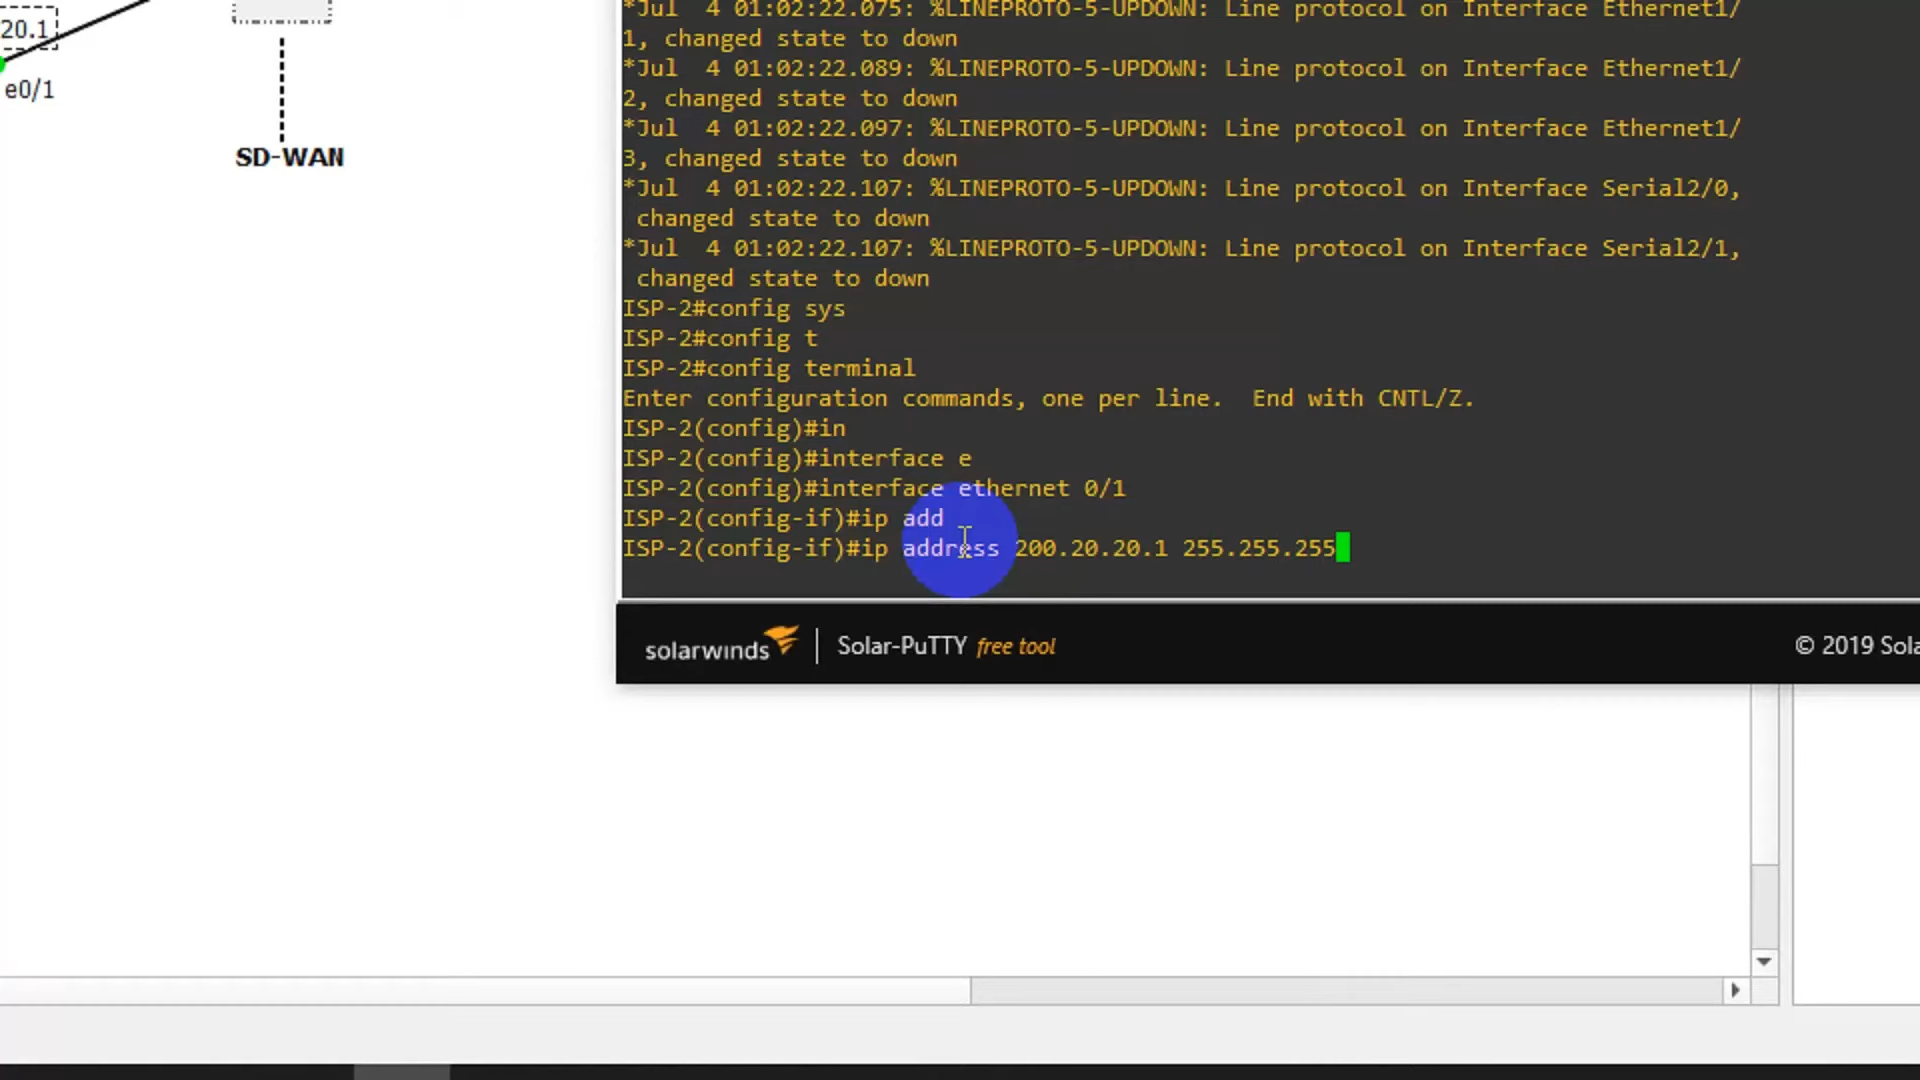 *Jul  4 01:02:22.075: %LINEPROTO-5-UPDOWN: Line protocol on Interface Ethernet1/
1, changed state to down
*Jul  4 01:02:22.089: %LINEPROTO-5-UPDOWN: Line protocol on Interface Ethernet1/
2, changed state to down
*Jul  4 01:02:22.097: %LINEPROTO-5-UPDOWN: Line protocol on Interface Ethernet1/
3, changed state to down
*Jul  4 01:02:22.107: %LINEPROTO-5-UPDOWN: Line protocol on Interface Serial2/0,
 changed state to down
*Jul  4 01:02:22.107: %LINEPROTO-5-UPDOWN: Line protocol on Interface Serial2/1,
 changed state to down
ISP-2#config sys
ISP-2#config t
ISP-2#config terminal
Enter configuration commands, one per line.  End with CNTL/Z.
ISP-2(config)#in
ISP-2(config)#interface e
ISP-2(config)#interface ethernet 0/1
ISP-2(config-if)#ip add
ISP-2(config-if)#ip address 200.20.20.1 255.255.255
20.1
e0/1
SD-WAN
solarwinds | Solar-PuTTY free tool
© 2019 Sola